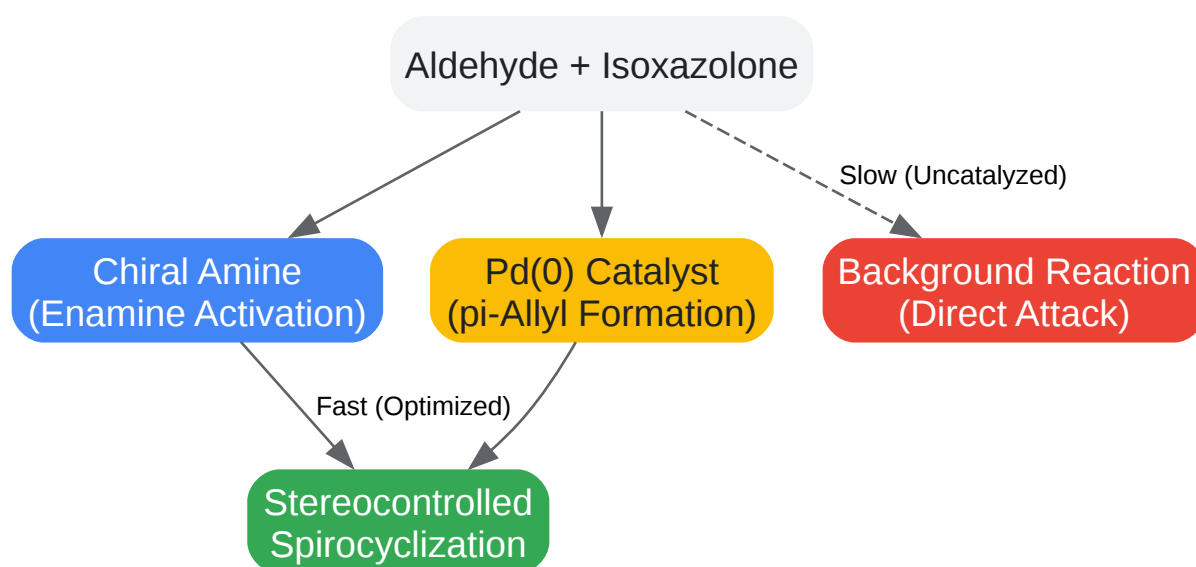 Aldehyde + Isoxazolone
Slow (Uncatalyzed)
Chiral Amine
(Enamine Activation)
Pd(0) Catalyst
(pi-Allyl Formation)
Background Reaction
(Direct Attack)
Fast (Optimized)
Stereocontrolled
Spirocyclization